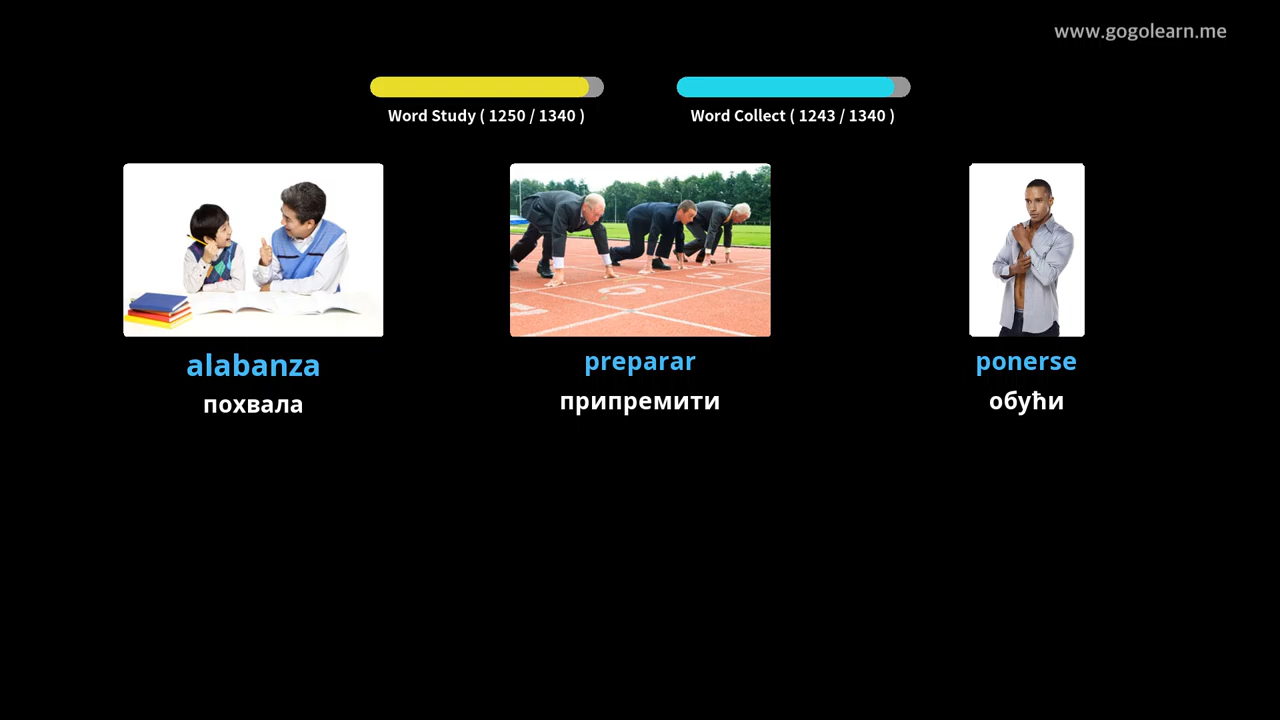 www.gogolearn.me
Word Study ( 1250 / 1340 )
Word Collect ( 1243 / 1340 )
alabanza
похвала
preparar
припремити
ponerse
обући